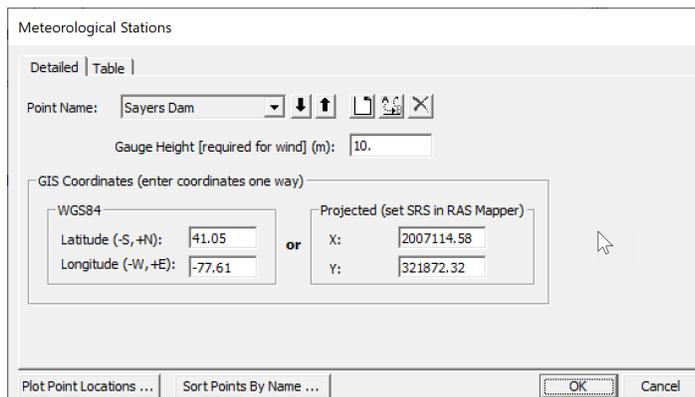 Meteorological Stations
Detailed Table
Point Name: Sayers Dam
Gauge Height [required for wind] (m): 10.
GIS Coordinates (enter coordinates one way)
WGS84
Latitude (-S,+N): 41.05
Longitude (-W,+E): -77.61
or
Projected (set SRS in RAS Mapper)
X: 2007114.58
Y: 321872.32
Plot Point Locations ... Sort Points By Name ... OK Cancel